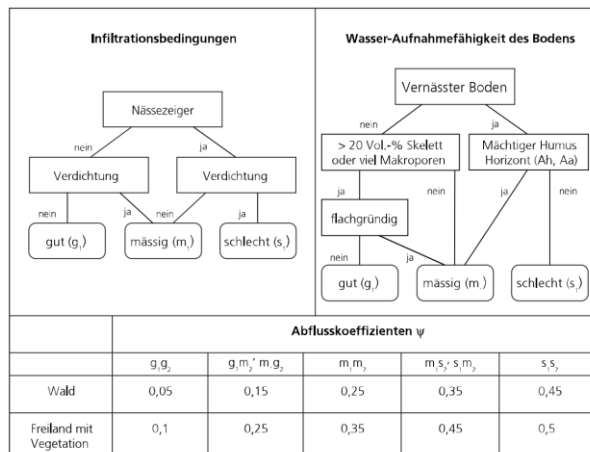 Infiltrationsbedingungen
Nässezeiger
nein
ja
Verdichtung
Verdichtung
nein
ja
nein
ja
gut (g₁)
mässig (m₁)
schlecht (s₁)
Wasser-Aufnahmefähigkeit des Bodens
Vernässter Boden
nein
ja
> 20 Vol.-% Skelett
oder viel Makroporen
Mächtiger Humus
Horizont (Ah, Aa)
ja
nein
ja
nein
flachgründig
nein
ja
gut (g₂)
mässig (m₂)
schlecht (s₂)
Abflusskoeffizienten ψ
g₁g₂
g₁m₂, m₁g₂
m₁m₂
m₁s₂, s₁m₂
s₁s₂
Wald
0,05
0,15
0,25
0,35
0,45
Freiland mit
Vegetation
0,1
0,25
0,35
0,45
0,5